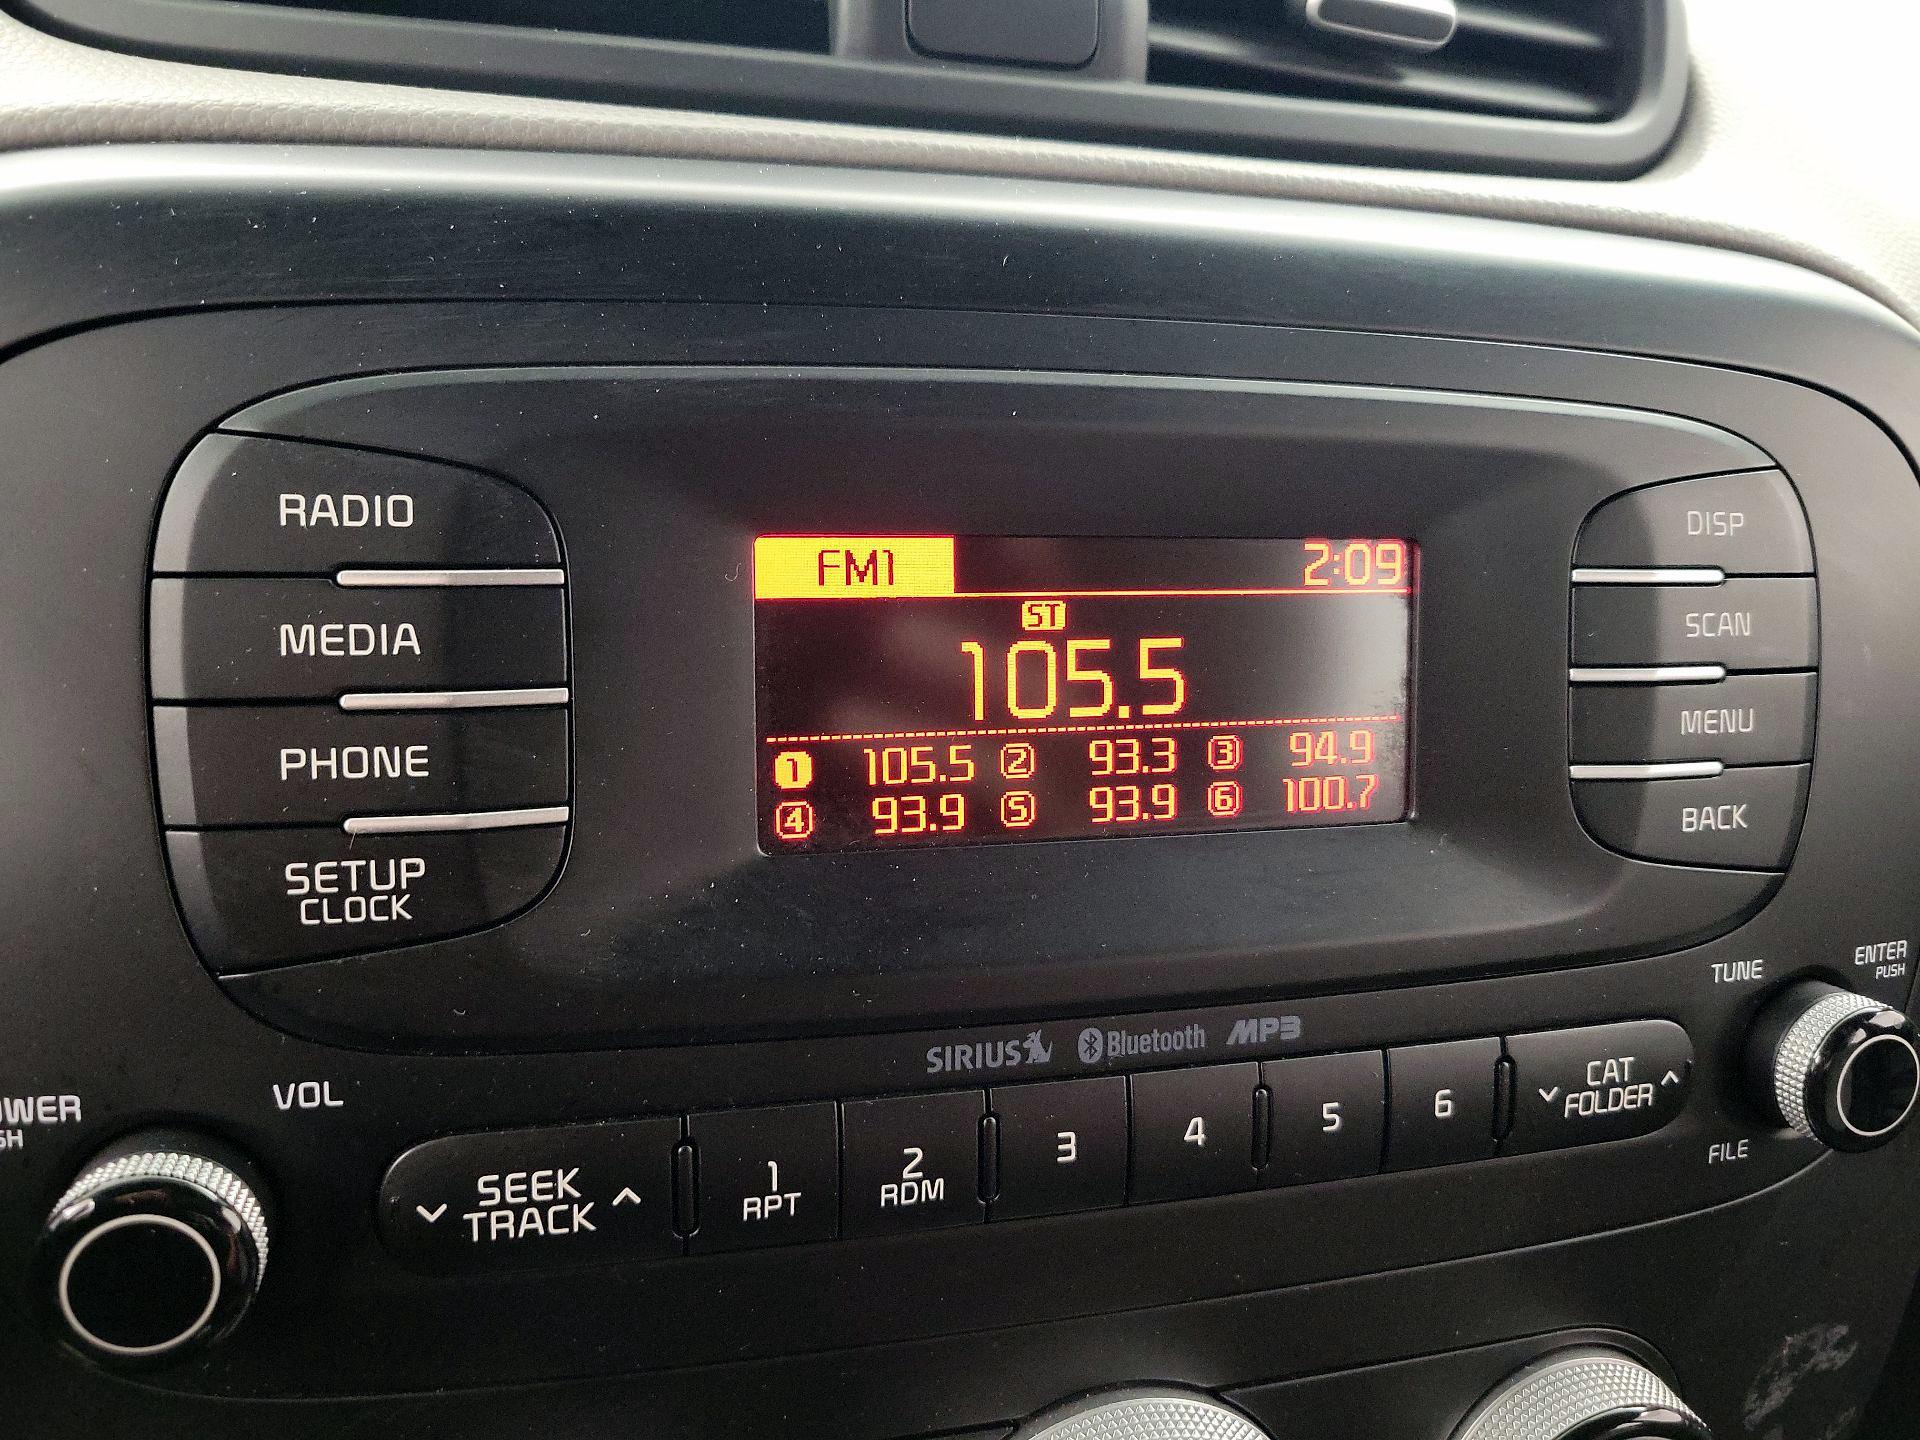 FM1 2:09
ST
105.5
1 105.5 2 93.3 3 94.9
4 93.9 5 93.9 6 100.7
RADIO
MEDIA
PHONE
SETUP
CLOCK
DISP
SCAN
MENU
BACK
TUNE
ENTER
PUSH
SIRIUS Bluetooth MP3
VOL
SEEK
TRACK
1
RPT
2
RDM
3
4
5
6
CAT
FOLDER
FILE